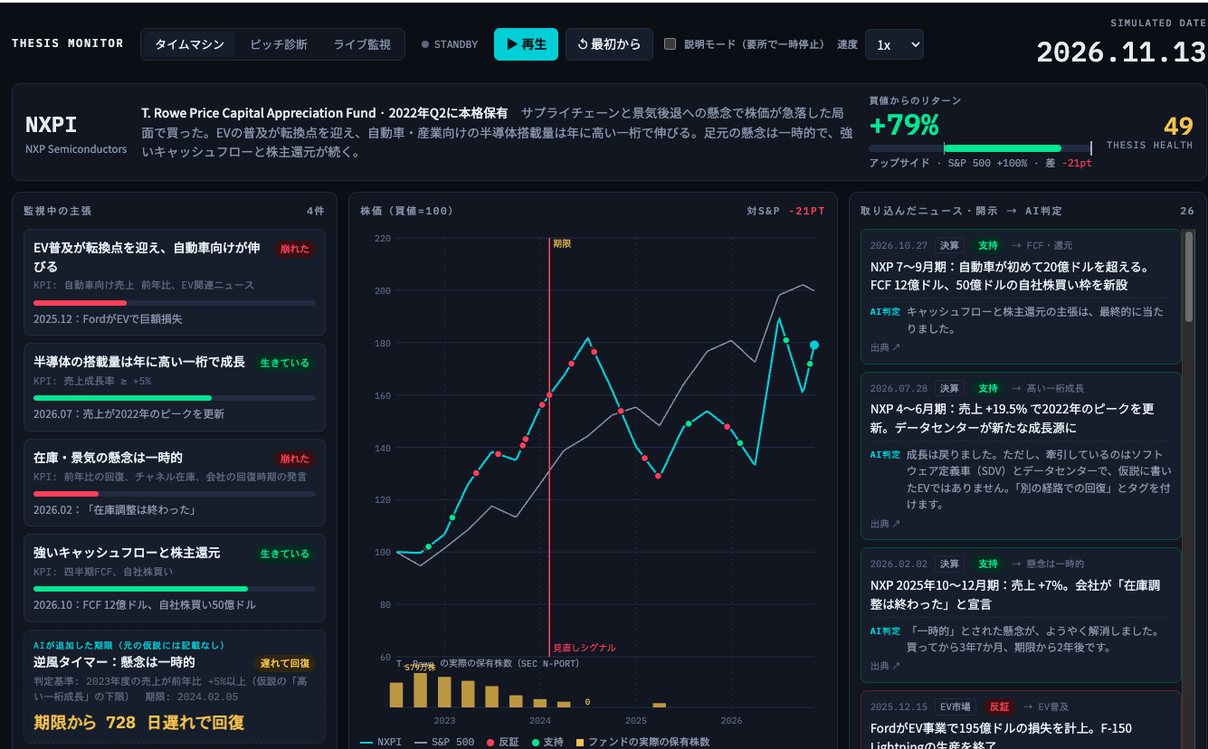 THESIS MONITOR
タイムマシン
ピッチ診断
ライブ監視
STANDBY
▶ 再生
↺ 最初から
説明モード（要所で一時停止）
速度
1x
SIMULATED DATE
2026.11.13
NXPI
NXP Semiconductors
T. Rowe Price Capital Appreciation Fund · 2022年Q2に本格保有　サプライチェーンと景気後退への懸念で株価が急落した局
面で買った。EVの普及が転換点を迎え、自動車・産業向けの半導体搭載量は年に高い一桁で伸びる。足元の懸念は一時的で、強
いキャッシュフローと株主還元が続く。
買値からのリターン
+79%
アップサイド · S&P 500 +100% · 差 -21pt
49
THESIS HEALTH
監視中の主張
4件
EV普及が転換点を迎え、自動車向けが伸
びる
崩れた
KPI: 自動車向け売上 前年比、EV関連ニュース
2025.12：FordがEVで巨額損失
半導体の搭載量は年に高い一桁で成長
生きている
KPI: 売上成長率 ≥ +5%
2026.07：売上が2022年のピークを更新
在庫・景気の懸念は一時的
崩れた
KPI: 前年比の回復、チャネル在庫、会社の回復時期の発言
2026.02：「在庫調整は終わった」
強いキャッシュフローと株主還元
生きている
KPI: 四半期FCF、自社株買い
2026.10：FCF 12億ドル、自社株買い50億ドル
AIが追加した期限（元の仮説には記載なし）
逆風タイマー：懸念は一時的
遅れて回復
判定基準: 2023年度の売上が前年比 +5%以上（仮説の「高
い一桁成長」の下限）　期限: 2024.02.05
期限から 728 日遅れで回復
株価（買値=100）
対S&P -21PT
220
200
180
160
140
120
100
80
60
期限
見直しシグナル
T. Rowe の実際の保有株数（SEC N-PORT）
579万株
0
2023
2024
2025
2026
NXPI
S&P 500
反証
支持
ファンドの実際の保有株数
取り込んだニュース・開示 → AI判定
26
2026.10.27 決算 支持 → FCF・還元
NXP 7〜9月期：自動車が初めて20億ドルを超える。
FCF 12億ドル、50億ドルの自社株買い枠を新設
AI判定 キャッシュフローと株主還元の主張は、最終的に当た
りました。
出典 ↗
2026.07.28 決算 支持 → 高い一桁成長
NXP 4〜6月期：売上 +19.5% で2022年のピークを更
新。データセンターが新たな成長源に
AI判定 成長は戻りました。ただし、牽引しているのはソフト
ウェア定義車（SDV）とデータセンターで、仮説に書い
たEVではありません。「別の経路での回復」とタグを付
けます。
出典 ↗
2026.02.02 決算 支持 → 懸念は一時的
NXP 2025年10〜12月期：売上 +7%。会社が「在庫調
整は終わった」と宣言
AI判定 「一時的」とされた懸念が、ようやく解消しました。
買ってから3年7か月、期限から2年後です。
出典 ↗
2025.12.15 EV市場 反証 → EV普及
FordがEV事業で195億ドルの損失を計上。F-150
Lightningの生産を終了